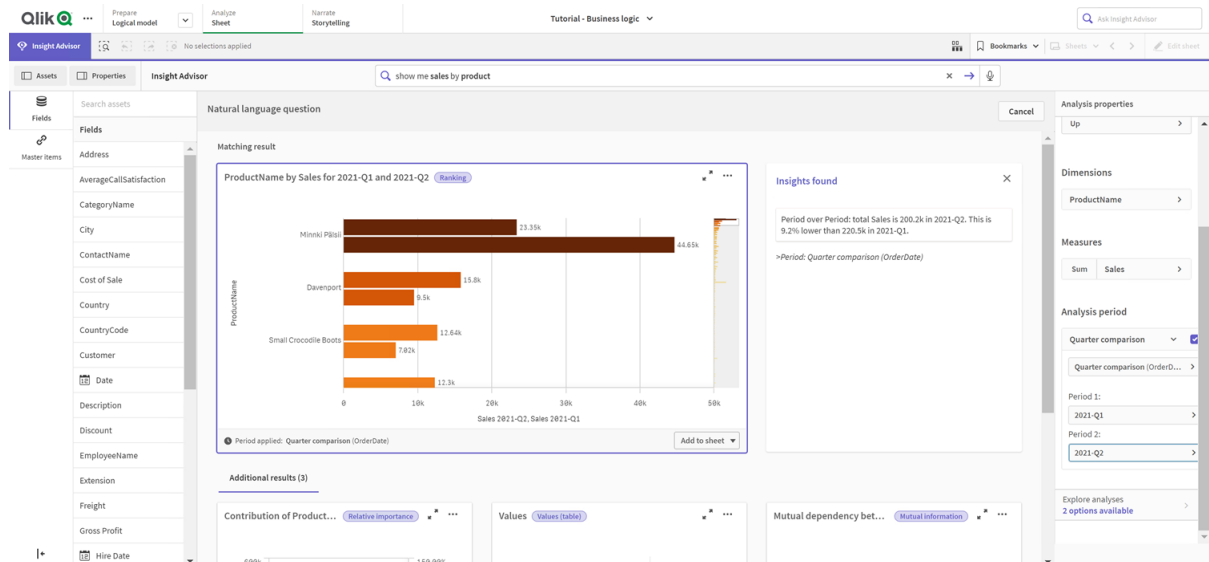 Qlik
Prepare
Logical model
Analyze
Sheet
Narrate
Storytelling
Tutorial - Business logic
Ask Insight Advisor
Insight Advisor
No selections applied
Bookmarks
Sheets
Edit sheet
Assets
Properties
Insight Advisor
show me sales by product
Fields
Master items
Search assets
Fields
Address
AverageCallSatisfaction
CategoryName
City
ContactName
Cost of Sale
Country
CountryCode
Customer
Date
Description
Discount
EmployeeName
Extension
Freight
Gross Profit
Hire Date
Natural language question
Cancel
Matching result
ProductName by Sales for 2021-Q1 and 2021-Q2
Ranking
ProductName
Minnki Pälsii
23.35k
44.65k
Davenport
15.8k
9.5k
Small Crocodile Boots
12.64k
7.02k
12.3k
0 10k 20k 30k 40k 50k
Sales 2021-Q2, Sales 2021-Q1
Period applied: Quarter comparison (OrderDate)
Add to sheet
Insights found
Period over Period: total Sales is 200.2k in 2021-Q2. This is
9.2% lower than 220.5k in 2021-Q1.
>Period: Quarter comparison (OrderDate)
Additional results (3)
Contribution of Product...
Relative importance
Values
Values (table)
Mutual dependency bet...
Mutual information
Analysis properties
Up
Dimensions
ProductName
Measures
Sum Sales
Analysis period
Quarter comparison
Quarter comparison (OrderD...
Period 1:
2021-Q1
Period 2:
2021-Q2
Explore analyses
2 options available